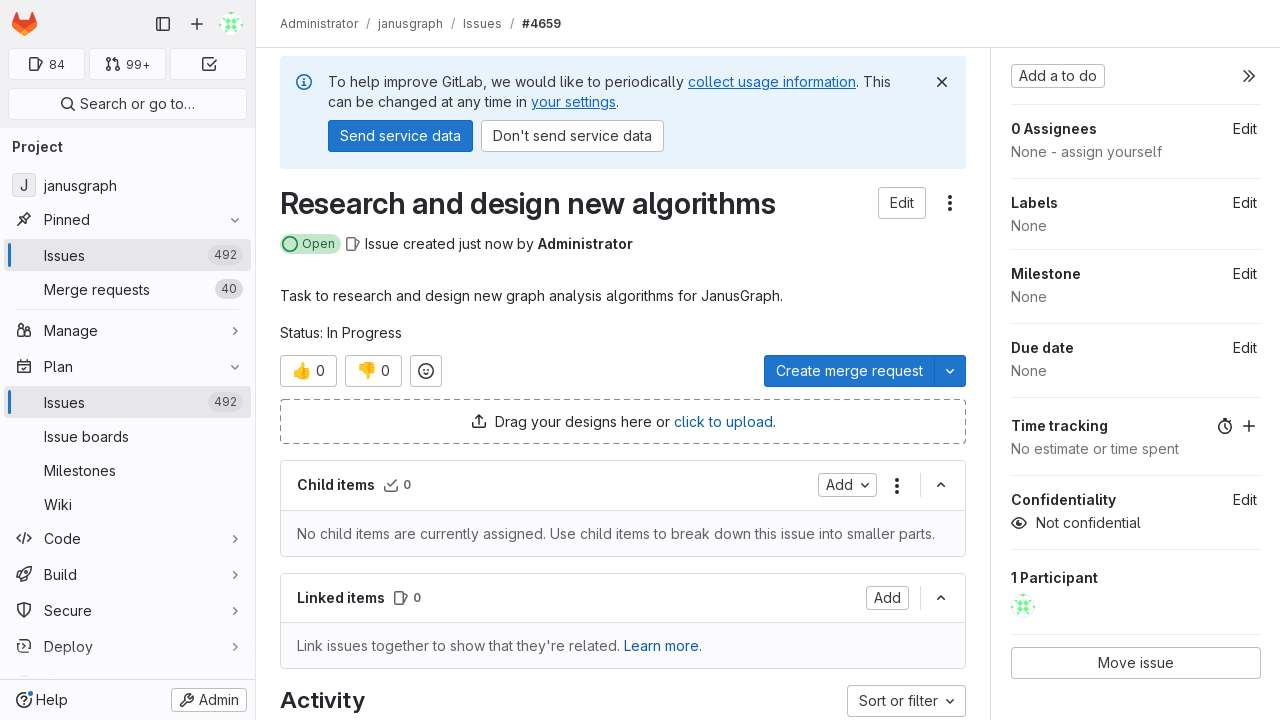 Administrator / janusgraph / Issues / #4659
84
99+
Search or go to…
Project
J janusgraph
Pinned
Issues 492
Merge requests 40
Manage
Plan
Issues 492
Issue boards
Milestones
Wiki
Code
Build
Secure
Deploy
Help
Admin
To help improve GitLab, we would like to periodically collect usage information. This
can be changed at any time in your settings.
Send service data
Don't send service data
Research and design new algorithms
Edit
Open
Issue created just now by Administrator
Task to research and design new graph analysis algorithms for JanusGraph.
Status: In Progress
👍 0
👎 0
Create merge request
Drag your designs here or click to upload.
Child items 0
Add
No child items are currently assigned. Use child items to break down this issue into smaller parts.
Linked items 0
Add
Link issues together to show that they're related. Learn more.
Activity
Sort or filter
Add a to do
0 Assignees
Edit
None - assign yourself
Labels
Edit
None
Milestone
Edit
None
Due date
Edit
None
Time tracking
No estimate or time spent
Confidentiality
Edit
Not confidential
1 Participant
Move issue